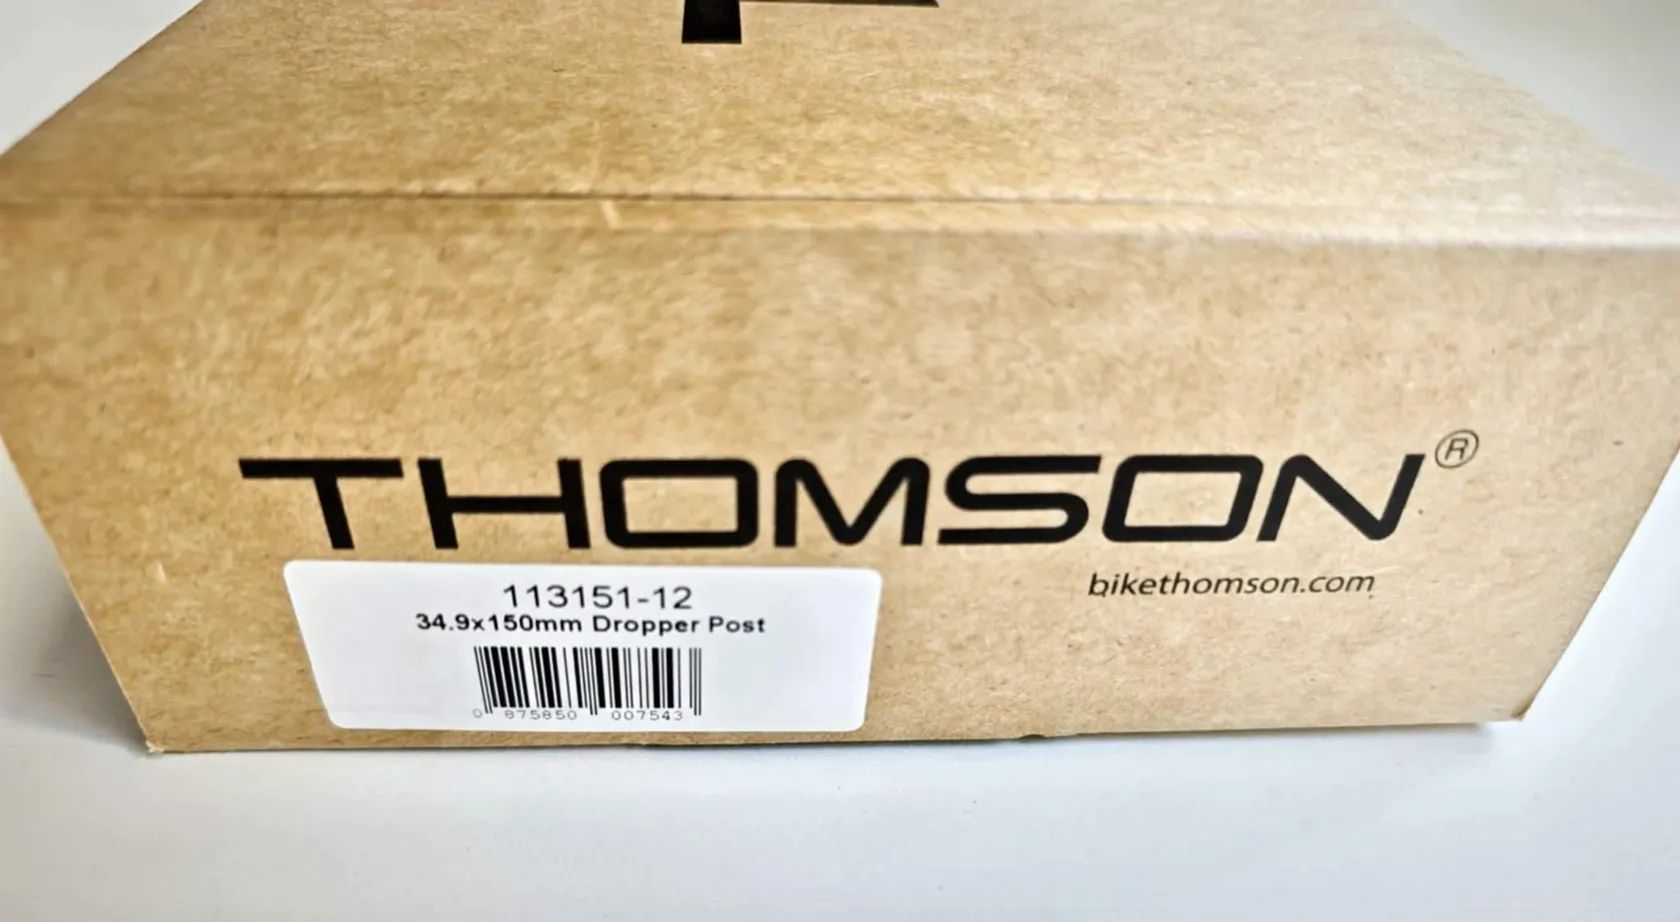 THOMSON®
bikethomson.com
113151-12
34.9x150mm Dropper Post
0 875850 007543